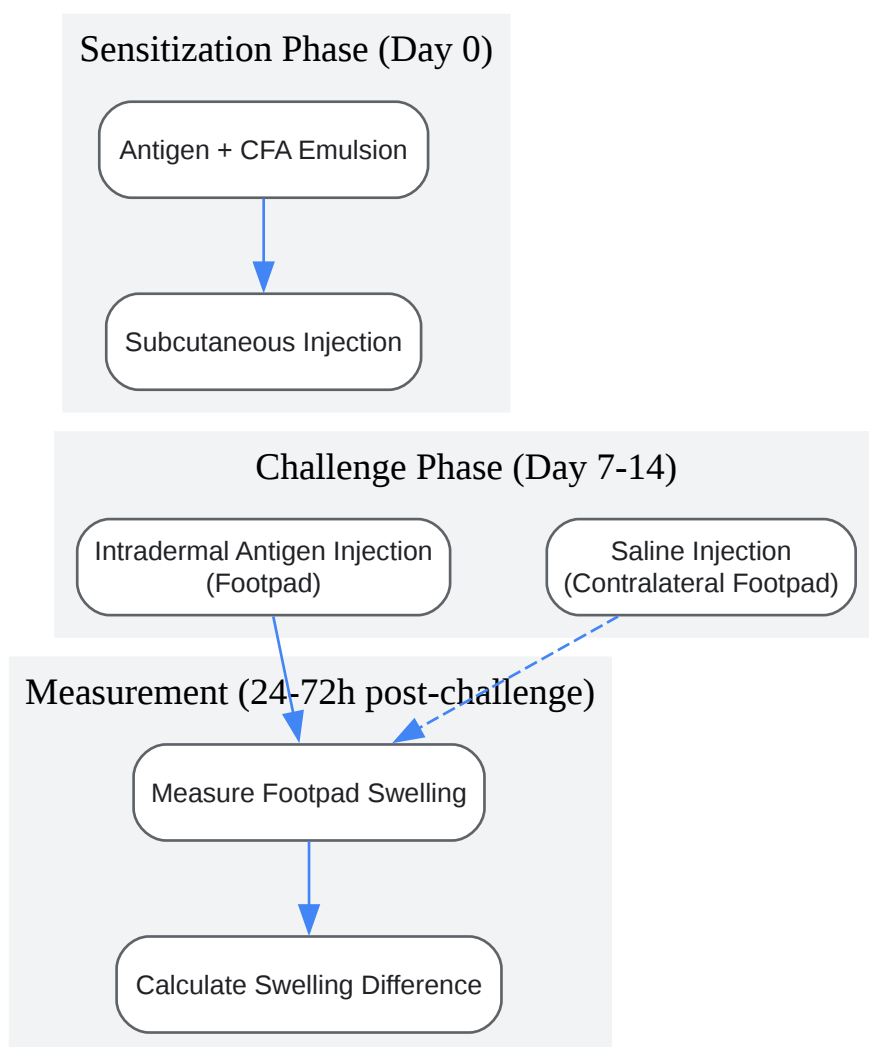 Sensitization Phase (Day 0)
Antigen + CFA Emulsion
Subcutaneous Injection
Challenge Phase (Day 7-14)
Intradermal Antigen Injection
(Footpad)
Saline Injection
(Contralateral Footpad)
Measurement (24-72h post-challenge)
Measure Footpad Swelling
Calculate Swelling Difference